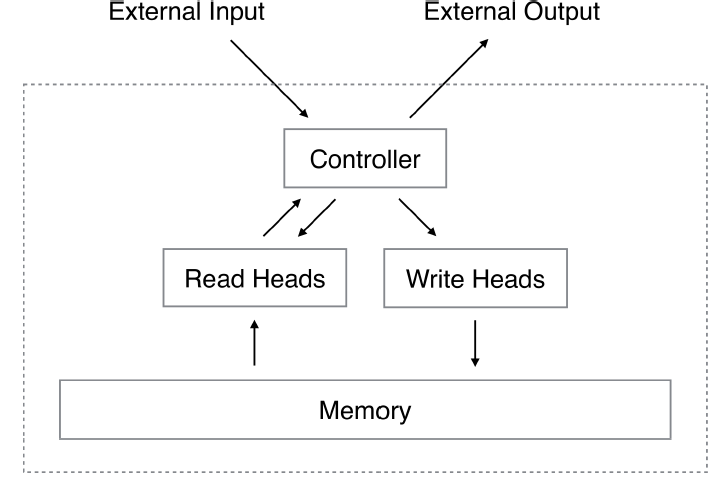 External Input
External Output
Controller
Read Heads
Write Heads
Memory